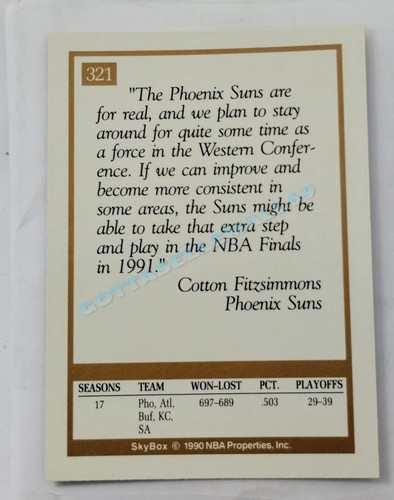 321
"The Phoenix Suns are
for real, and we plan to stay
around for quite some time as
a force in the Western Confer-
ence. If we can improve and
become more consistent in
some areas, the Suns might be
able to take that extra step
and play in the NBA Finals
in 1991."
Cotton Fitzsimmons
Phoenix Suns
SEASONS TEAM WON-LOST PCT. PLAYOFFS
17 Pho, Atl, 697-689 .503 29-39
Buf, KC,
SA
SkyBox © 1990 NBA Properties, Inc.